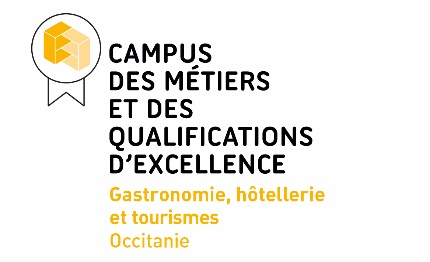 CAMPUS
DES MÉTIERS
ET DES
QUALIFICATIONS
D'EXCELLENCE
Gastronomie, hôtellerie
et tourismes
Occitanie